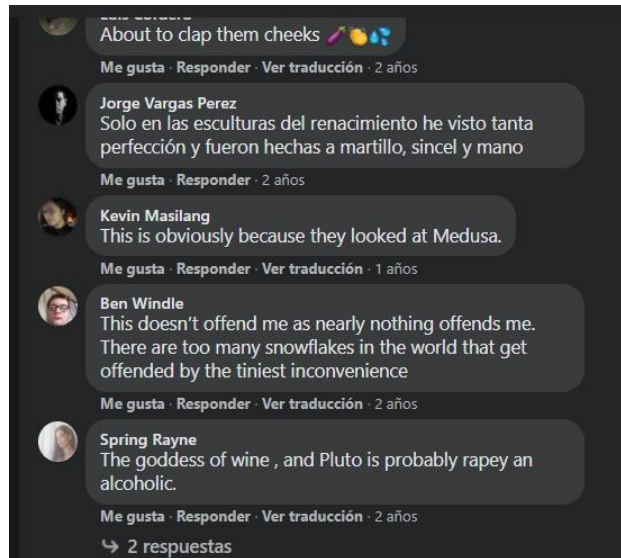 About to clap them cheeks 🍆👏💦
Me gusta · Responder · Ver traducción · 2 años
Jorge Vargas Perez
Solo en las esculturas del renacimiento he visto tanta
perfección y fueron hechas a martillo, sincel y mano
Me gusta · Responder · 2 años
Kevin Masilang
This is obviously because they looked at Medusa.
Me gusta · Responder · Ver traducción · 1 años
Ben Windle
This doesn't offend me as nearly nothing offends me.
There are too many snowflakes in the world that get
offended by the tiniest inconvenience
Me gusta · Responder · Ver traducción · 2 años
Spring Rayne
The goddess of wine , and Pluto is probably rapey an
alcoholic.
Me gusta · Responder · Ver traducción · 2 años
2 respuestas